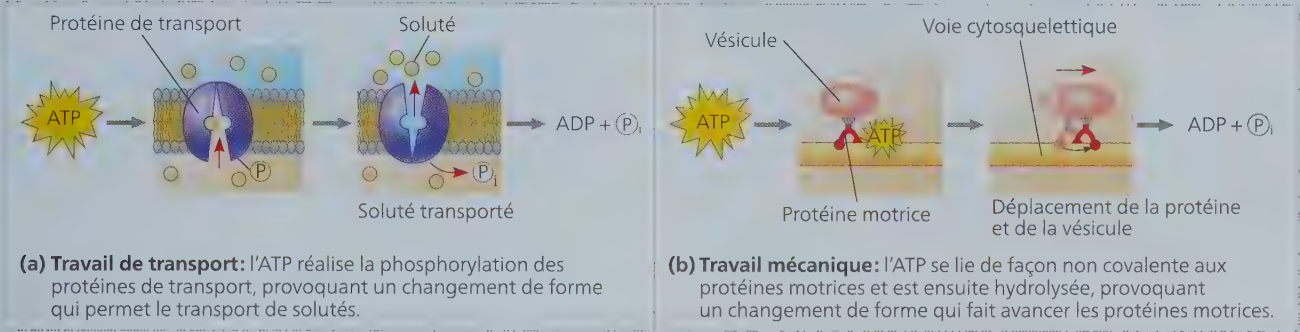 Protéine de transport
Soluté
ATP
P
P i
ADP + P i
Soluté transporté
(a) Travail de transport: l'ATP réalise la phosphorylation des
protéines de transport, provoquant un changement de forme
qui permet le transport de solutés.
Vésicule
Voie cytosquelettique
ATP
ATP
ADP + P i
Protéine motrice
Déplacement de la protéine
et de la vésicule
(b) Travail mécanique: l'ATP se lie de façon non covalente aux
protéines motrices et est ensuite hydrolysée, provoquant
un changement de forme qui fait avancer les protéines motrices.